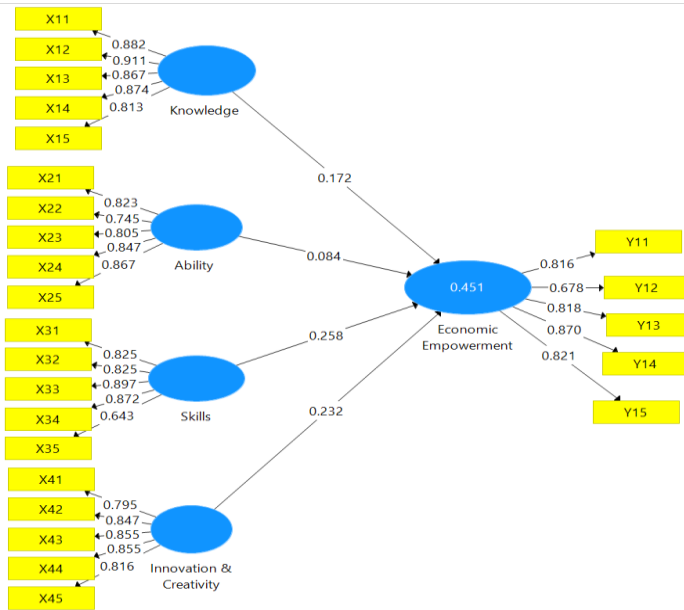 X11
X12
X13
X14
X15
0.882
0.911
0.867
0.874
0.813
Knowledge
0.172
X21
X22
X23
X24
X25
0.823
0.745
0.805
0.847
0.867
Ability
0.084
X31
X32
X33
X34
X35
0.825
0.825
0.897
0.872
0.643
Skills
0.258
X41
X42
X43
X44
X45
0.795
0.847
0.855
0.855
0.816
Innovation &
Creativity
0.232
0.451
Economic
Empowerment
0.816
0.678
0.818
0.870
0.821
Y11
Y12
Y13
Y14
Y15